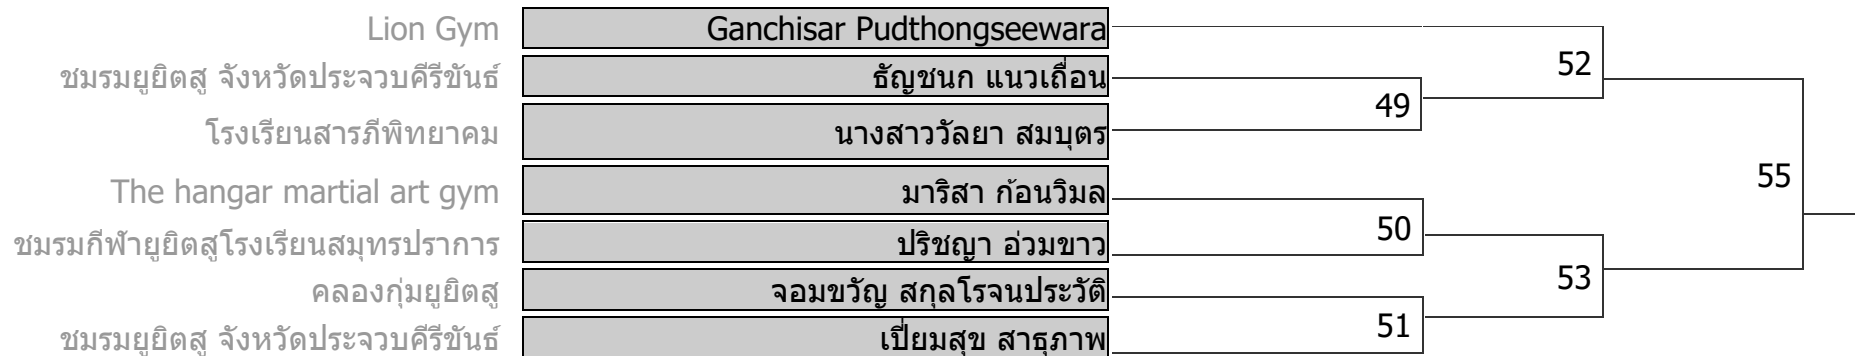 Lion Gym Ganchisar Pudthongseewara
52
ชมรมยูยิตสู จังหวัดประจวบคีรีขันธ์ ธัญชนก แนวเถื่อน
49
โรงเรียนสารภีพิทยาคม นางสาววัลยา สมบุตร
55
The hangar martial art gym มาริสา ก้อนวิมล
50
ชมรมกีฬายูยิตสูโรงเรียนสมุทรปราการ ปริชญา อ่วมขาว
53
คลองกุ่มยูยิตสู จอมขวัญ สกุลโรจนประวัติ
51
ชมรมยูยิตสู จังหวัดประจวบคีรีขันธ์ เปี่ยมสุข สาธุภาพ